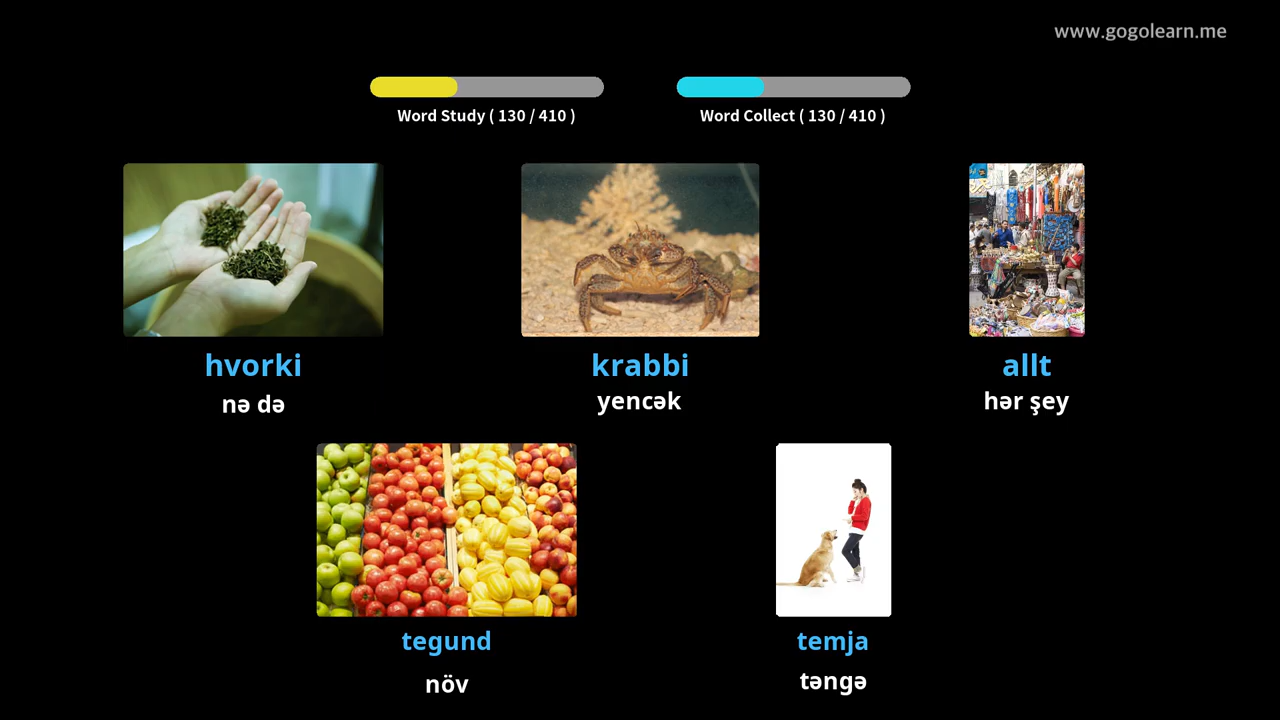 www.gogolearn.me
Word Study ( 130 / 410 )
Word Collect ( 130 / 410 )
hvorki
nə də
krabbi
yencək
allt
hər şey
tegund
növ
temja
təngə